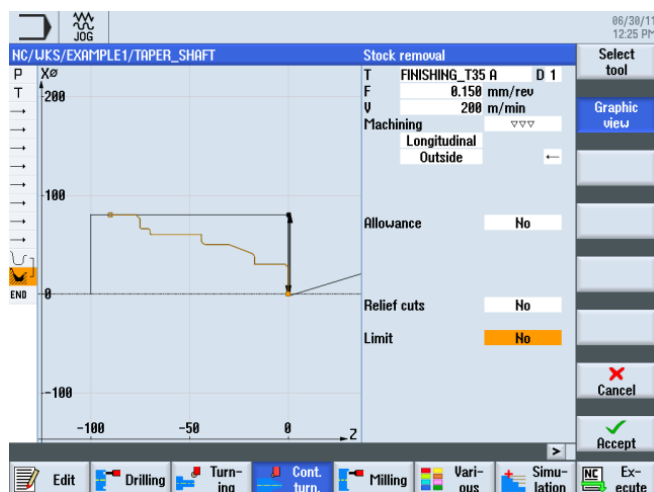 JOG
06/30/11
12:25 PM
NC/WKS/EXAMPLE1/TAPER_SHAFT
Stock removal
Select
tool
P
T
END
X⌀
200
100
0
-100
-100
-50
0
Z
T FINISHING_T35 A D 1
F 0.150 mm/rev
V 200 m/min
Machining ▽▽▽
Longitudinal
Outside ←
Allowance No
Relief cuts No
Limit No
Graphic
view
Cancel
Accept
>
Edit
Drilling
Turn-
ing
Cont.
turn.
Milling
Vari-
ous
Simu-
lation
NC
Ex-
ecute